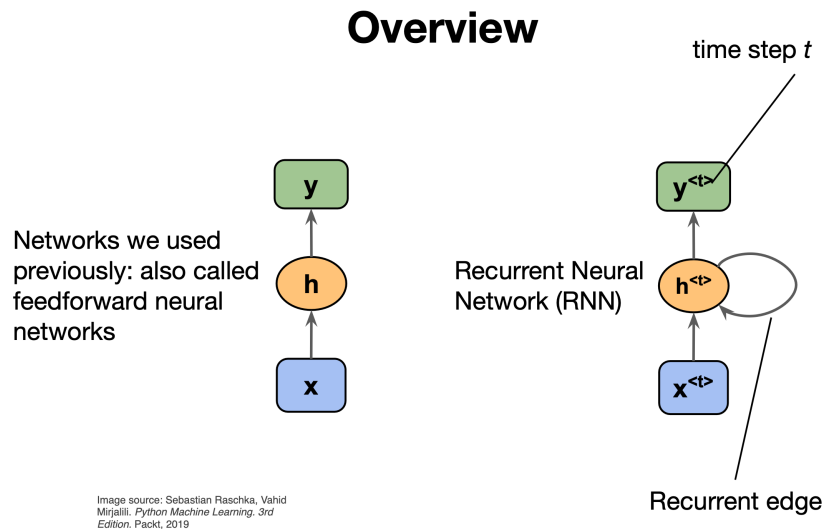 Overview
time step t
y
y<t>
Networks we used
previously: also called
feedforward neural
networks
h
Recurrent Neural
Network (RNN)
h<t>
x
x<t>
Recurrent edge
Image source: Sebastian Raschka, Vahid
Mirjalili. Python Machine Learning. 3rd
Edition. Packt, 2019